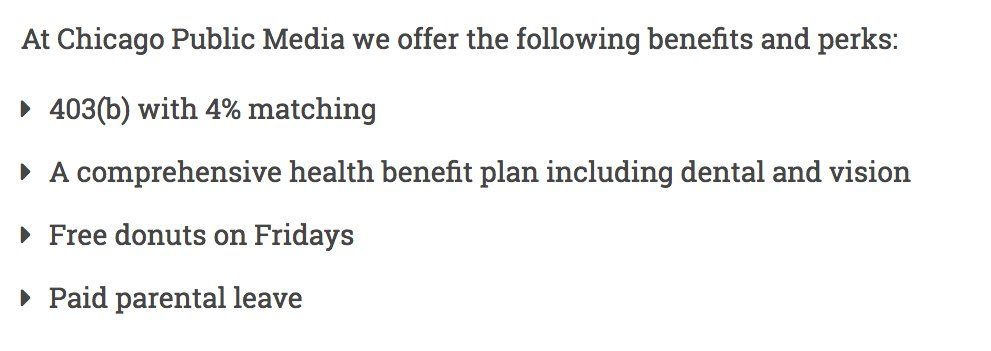 At Chicago Public Media we offer the following benefits and perks:
403(b) with 4% matching
A comprehensive health benefit plan including dental and vision
Free donuts on Fridays
Paid parental leave